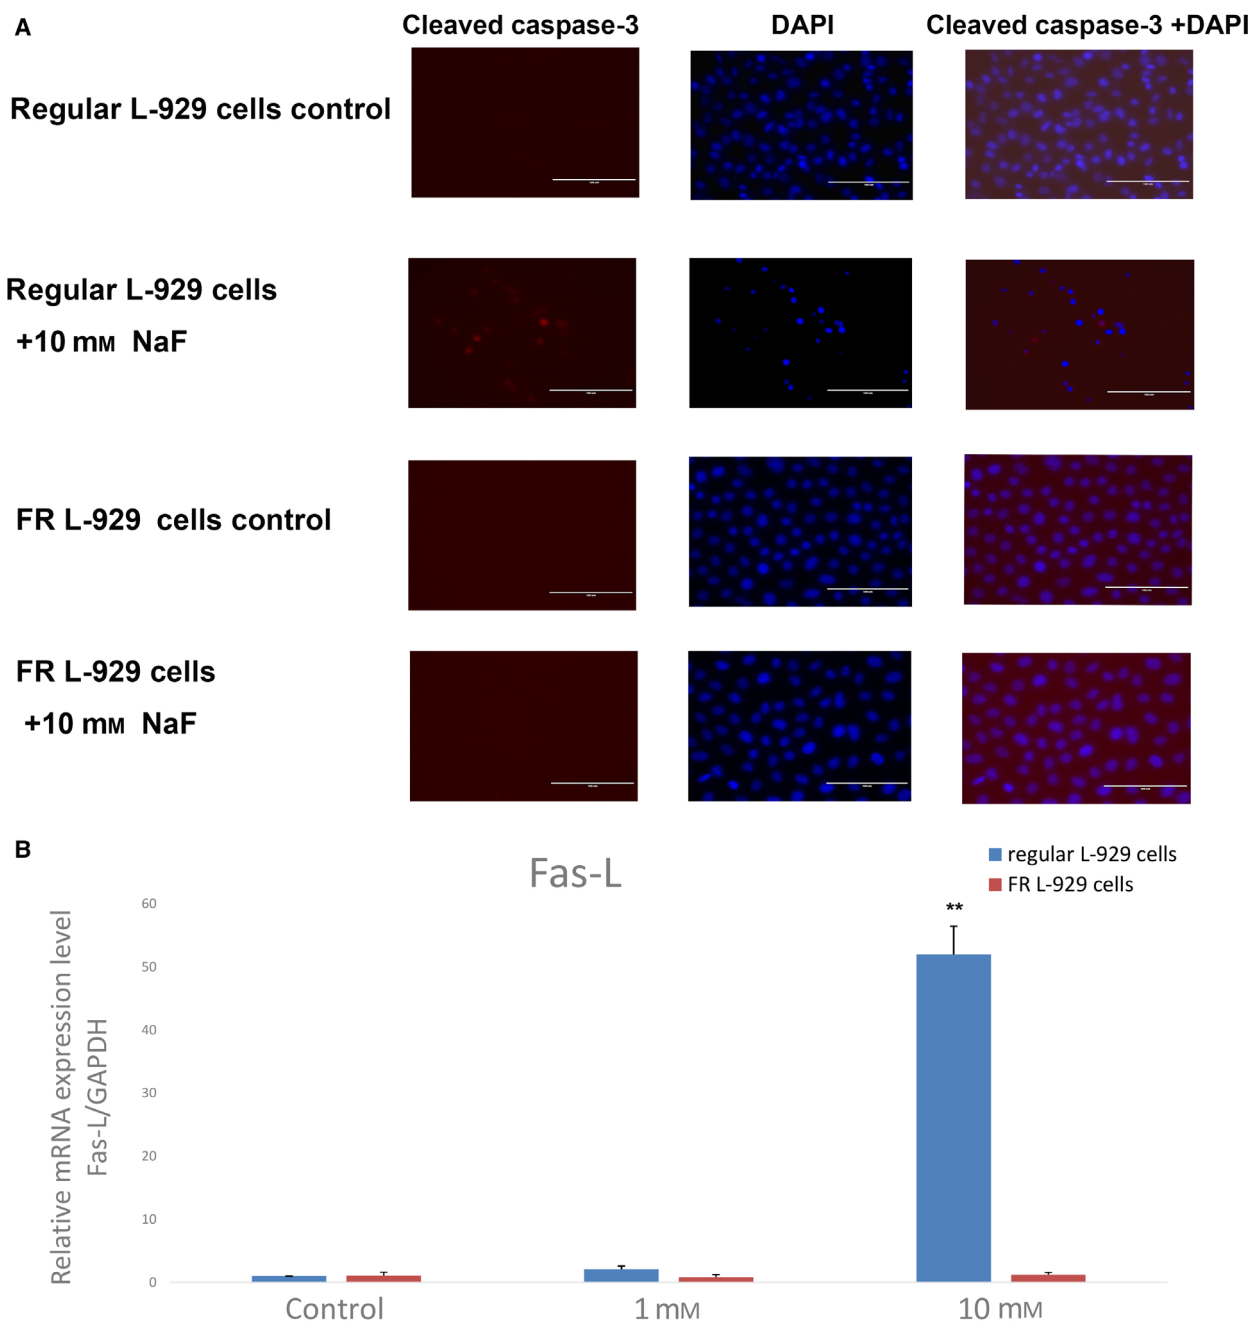 A
Cleaved caspase-3 DAPI Cleaved caspase-3 +DAPI
Regular L-929 cells control
Regular L-929 cells
+10 mM NaF
FR L-929 cells control
FR L-929 cells
+10 mM NaF
B
Fas-L
regular L-929 cells
FR L-929 cells
Relative mRNA expression level
Fas-L/GAPDH
60
50
40
30
20
10
0
**
Control 1 mM 10 mM